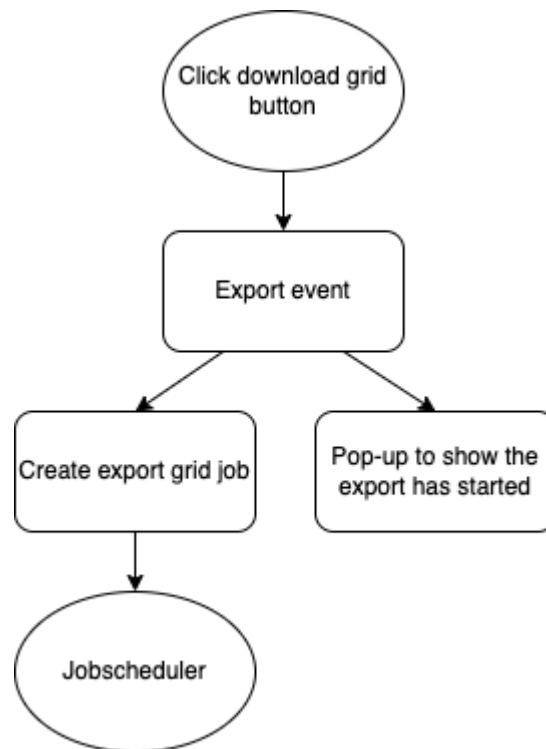 Click download grid
button
Export event
Create export grid job
Pop-up to show the
export has started
Jobscheduler